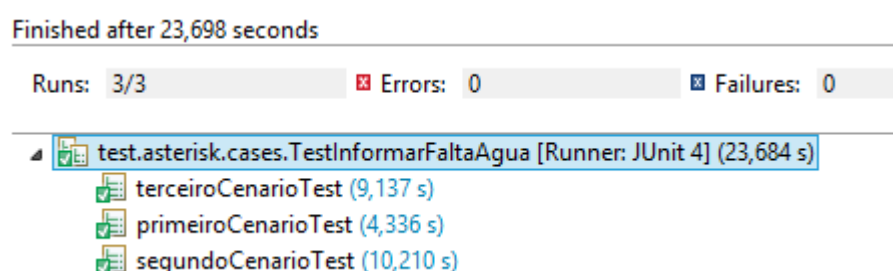 Finished after 23,698 seconds
Runs: 3/3 Errors: 0 Failures: 0
test.asterisk.cases.TestInformarFaltaAgua [Runner: JUnit 4] (23,684 s)
terceiroCenarioTest (9,137 s)
primeiroCenarioTest (4,336 s)
segundoCenarioTest (10,210 s)